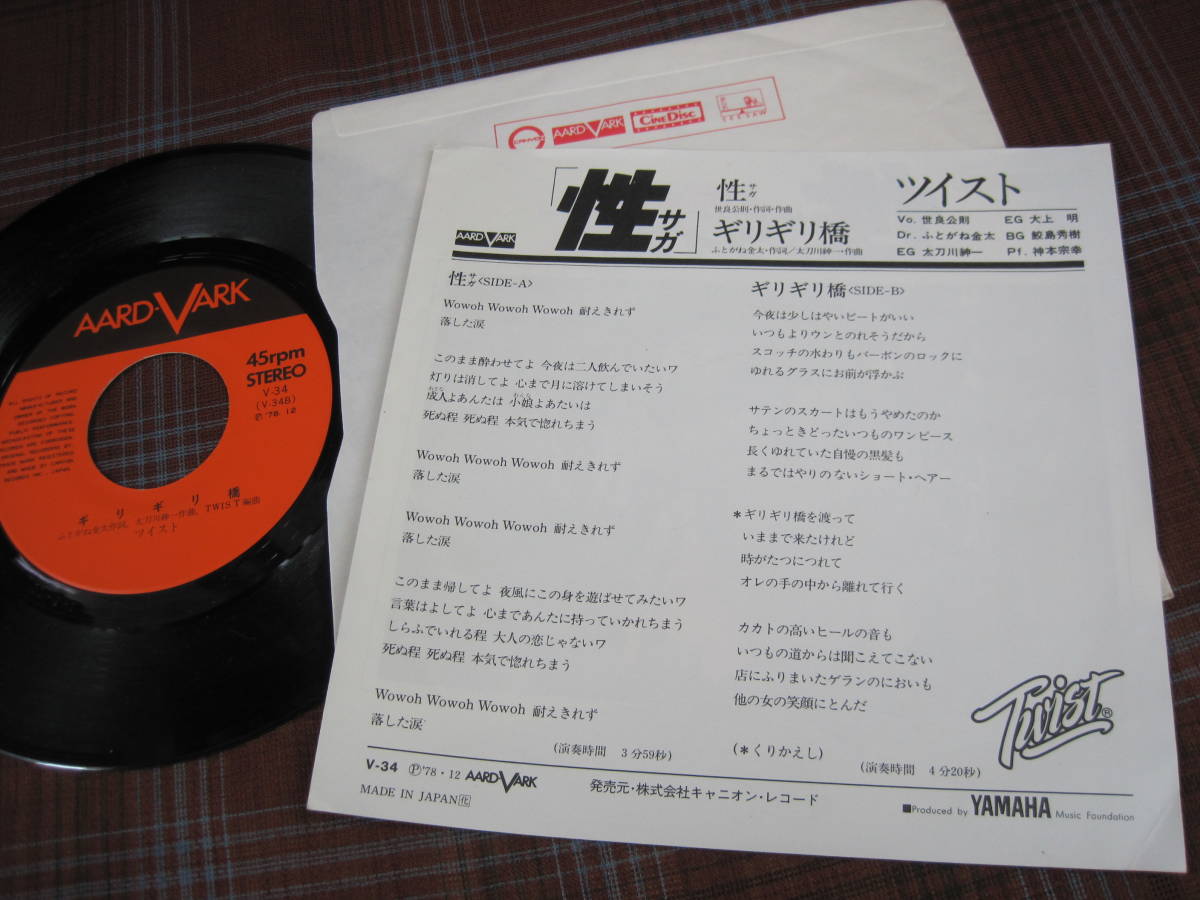 CANYON
AARD-VARK
CINEDISC
SEE・SAW
AARD-VARK
45rpm
STEREO
V-34
(V-34B)
Ⓟ'78.12
ギリギリ橋
ふとがね金太作詞、太刀川紳一作曲、TWIST編曲
ツイスト
AARD-VARK
「性サガ」
性サガ
世良公則・作詞・作曲
ギリギリ橋
ふとがね金太・作詞/太刀川紳一・作曲
ツイスト
Vo. 世良公則 EG 大上 明
Dr. ふとがね金太 BG 鮫島秀樹
EG 太刀川紳一 Pf. 神本宗幸
性サガ<SIDE-A>
Wowoh Wowoh Wowoh 耐えきれず
落した涙
このまま酔わせてよ 今夜は二人飲んでいたいワ
灯りは消してよ 心まで月に溶けてしまいそう
成人よあんたは 小娘よあたいは
死ぬ程 死ぬ程 本気で惚れちまう
Wowoh Wowoh Wowoh 耐えきれず
落した涙
Wowoh Wowoh Wowoh 耐えきれず
落した涙
このまま帰してよ 夜風にこの身を遊ばせてみたいワ
言葉はよしてよ 心まであんたに持っていかれちまう
しらふでいれる程 大人の恋じゃないワ
死ぬ程 死ぬ程 本気で惚れちまう
Wowoh Wowoh Wowoh 耐えきれず
落した涙
(演奏時間 3分59秒)
ギリギリ橋<SIDE-B>
今夜は少しはやいビートがいい
いつもよりウンとのれそうだから
スコッチの水わりもバーボンのロックに
ゆれるグラスにお前が浮かぶ
サテンのスカートはもうやめたのか
ちょっときどったいつものワンピース
長くゆれていた自慢の黒髪も
まるではやりのないショート・ヘアー
*ギリギリ橋を渡って
いままで来たけれど
時がたつにつれて
オレの手の中から離れて行く
カカトの高いヒールの音も
いつもの道からは聞こえてこない
店にふりまいたゲランのにおいも
他の女の笑顔にとんだ
(*くりかえし)
(演奏時間 4分20秒)
Twist®
V-34 Ⓟ'78・12 AARD-VARK
発売元・株式会社キャニオン・レコード
MADE IN JAPAN 花
■Produced by YAMAHA Music Foundation